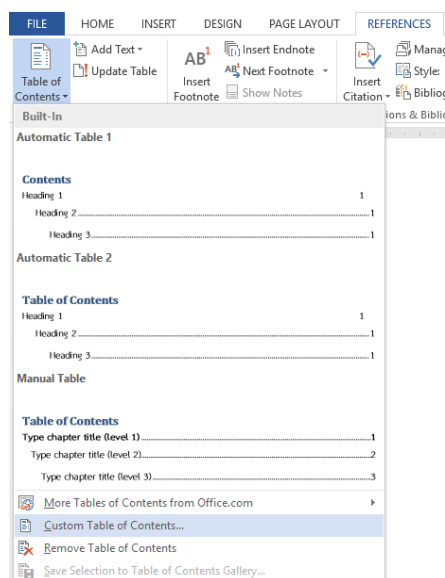 FILE HOME INSERT DESIGN PAGE LAYOUT REFERENCES
Table of Contents
Add Text
Update Table
AB1
Insert Footnote
Insert Endnote
AB1 Next Footnote
Show Notes
Insert Citation
Manag
Style:
Bibliog
ions & Biblio
Built-In
Automatic Table 1
Contents
Heading 1 1
Heading 2 1
Heading 3 1
Automatic Table 2
Table of Contents
Heading 1 1
Heading 2 1
Heading 3 1
Manual Table
Table of Contents
Type chapter title (level 1) 1
Type chapter title (level 2) 2
Type chapter title (level 3) 3
More Tables of Contents from Office.com
Custom Table of Contents...
Remove Table of Contents
Save Selection to Table of Contents Gallery...